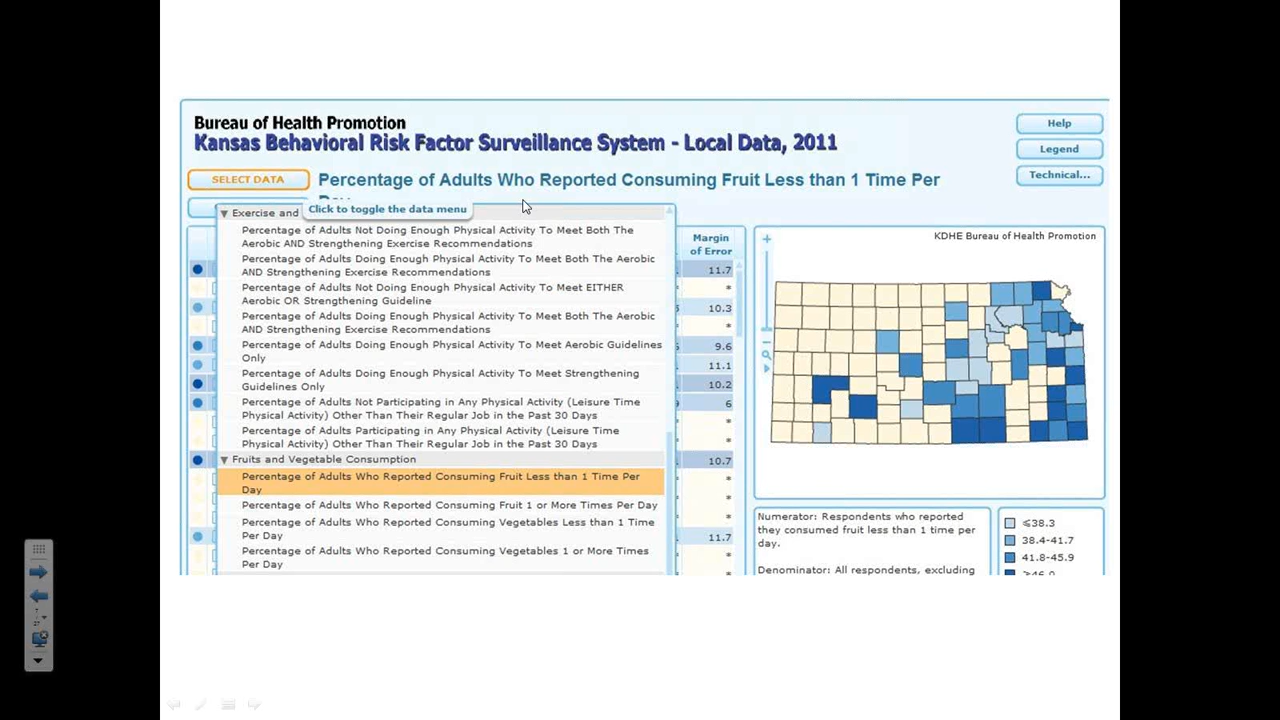 Bureau of Health Promotion
Kansas Behavioral Risk Factor Surveillance System - Local Data, 2011
Help
Legend
Technical...
SELECT DATA
Percentage of Adults Who Reported Consuming Fruit Less than 1 Time Per
Click to toggle the data menu
Exercise and
Percentage of Adults Not Doing Enough Physical Activity To Meet Both The
Aerobic AND Strengthening Exercise Recommendations
Percentage of Adults Doing Enough Physical Activity To Meet Both The Aerobic
AND Strengthening Exercise Recommendations
Percentage of Adults Not Doing Enough Physical Activity To Meet EITHER
Aerobic OR Strengthening Guideline
Percentage of Adults Doing Enough Physical Activity To Meet Both The Aerobic
AND Strengthening Exercise Recommendations
Percentage of Adults Doing Enough Physical Activity To Meet Aerobic Guidelines
Only
Percentage of Adults Doing Enough Physical Activity To Meet Strengthening
Guidelines Only
Percentage of Adults Not Participating in Any Physical Activity (Leisure Time
Physical Activity) Other Than Their Regular Job in the Past 30 Days
Percentage of Adults Participating in Any Physical Activity (Leisure Time
Physical Activity) Other Than Their Regular Job in the Past 30 Days
Fruits and Vegetable Consumption
Percentage of Adults Who Reported Consuming Fruit Less than 1 Time Per
Day
Percentage of Adults Who Reported Consuming Fruit 1 or More Times Per Day
Percentage of Adults Who Reported Consuming Vegetables Less than 1 Time
Per Day
Percentage of Adults Who Reported Consuming Vegetables 1 or More Times
Per Day
Margin
of Error
11.7
*
10.3
*
9.6
11.1
10.2
6
*
*
10.7
*
*
*
11.7
*
KDHE Bureau of Health Promotion
Numerator: Respondents who reported
they consumed fruit less than 1 time per
day.
Denominator: All respondents, excluding
≤38.3
38.4-41.7
41.8-45.9
≥46.0